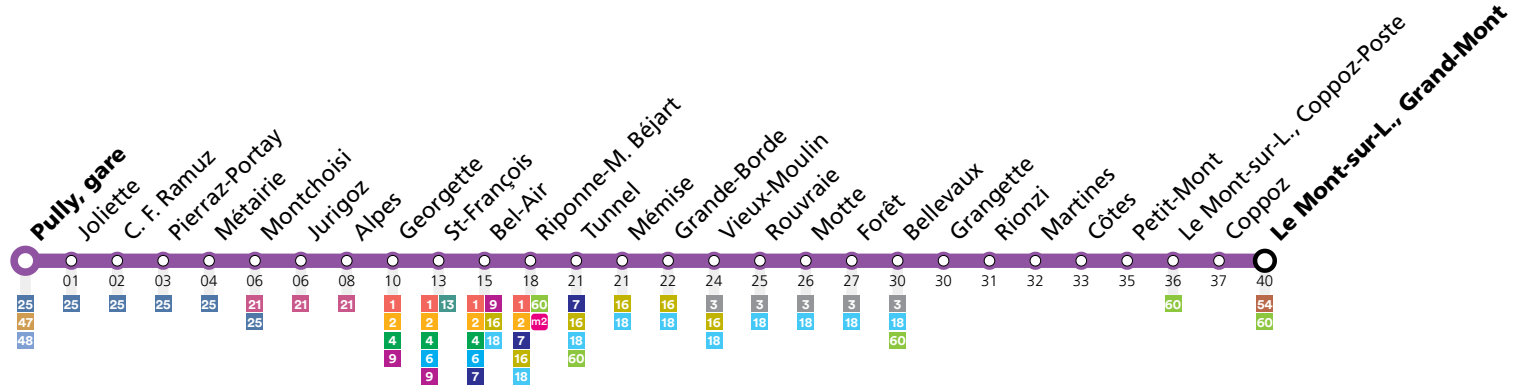 Pully, gare
Joliette
C. F. Ramuz
Pierraz-Portay
Métairie
Montchoisi
Jurigoz
Alpes
Georgette
St-François
Bel-Air
Riponne-M. Béjart
Tunnel
Mémise
Grande-Borde
Vieux-Moulin
Rouvraie
Motte
Forêt
Bellevaux
Grangette
Rionzi
Martines
Côtes
Petit-Mont
Le Mont-sur-L., Coppoz-Poste
Coppoz
Le Mont-sur-L., Grand-Mont
01 02 03 04 06 06 08 10 13 15 18 21 21 22 24 25 26 27 30 30 31 32 33 35 36 37 40
25 25 25 25 25 21 21 21 1 1 13 1 9 1 60 7 16 16 3 3 3 3 3 60 54
47 25 2 2 2 16 2 m2 16 18 18 16 18 18 18 18 60
48 4 4 4 18 7 18 18 60
9 6 6 16 60
9 7 18